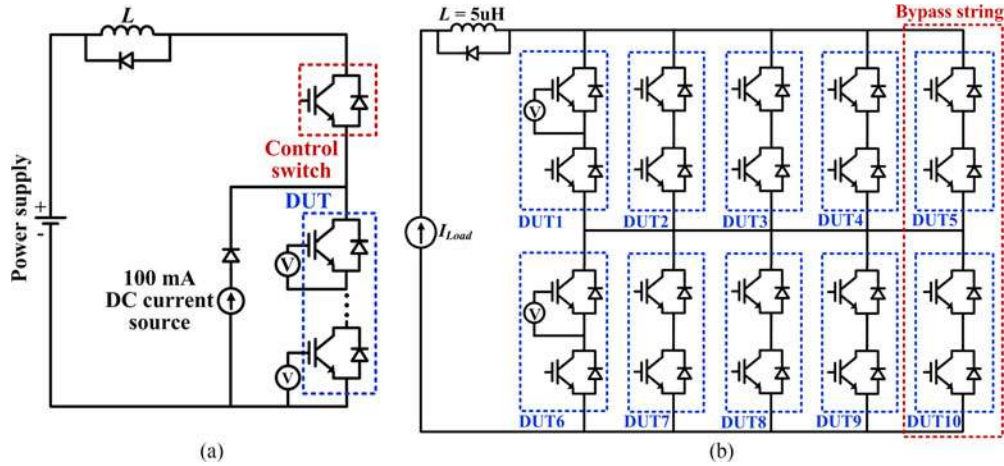 L
Power supply
+
-
Control
switch
DUT
100 mA
DC current
source
V
V
(a)
L = 5uH
Bypass string
I_Load
V
DUT1
DUT2
DUT3
DUT4
DUT5
V
DUT6
DUT7
DUT8
DUT9
DUT10
(b)